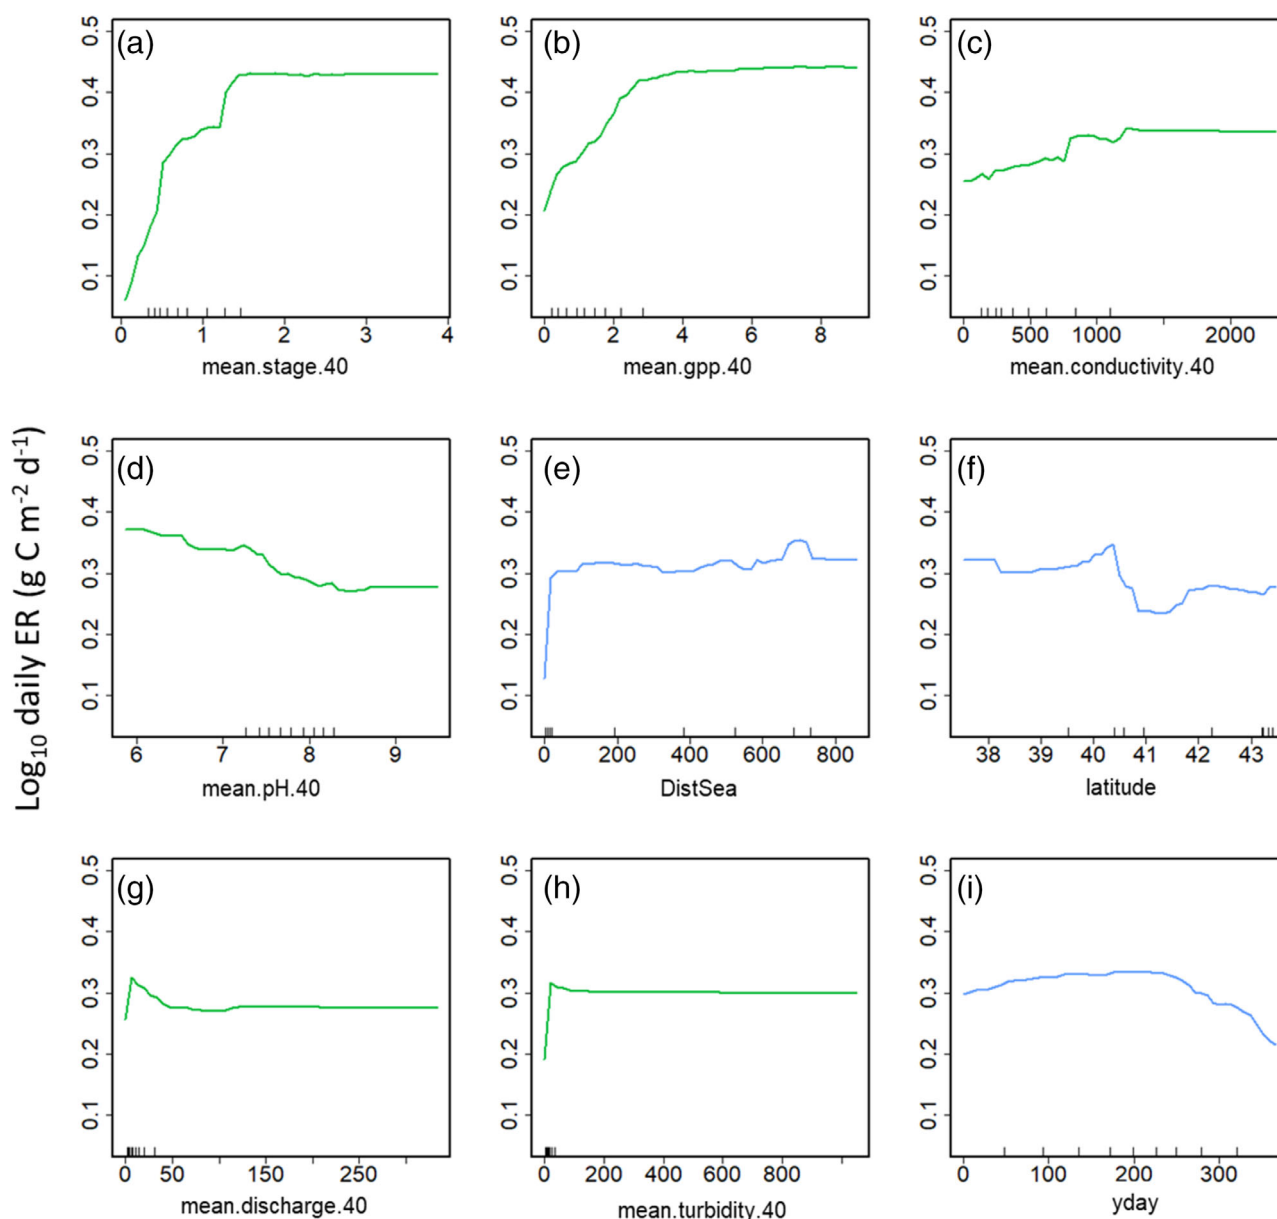 (a)
0.5
0.4
0.3
0.2
0.1
0 1 2 3 4
mean.stage.40
(b)
0.5
0.4
0.3
0.2
0.1
0 2 4 6 8
mean.gpp.40
(c)
0.5
0.4
0.3
0.2
0.1
0 500 1000 2000
mean.conductivity.40
Log10 daily ER (g C m-2 d-1)
(d)
0.5
0.4
0.3
0.2
0.1
6 7 8 9
mean.pH.40
(e)
0.5
0.4
0.3
0.2
0.1
0 200 400 600 800
DistSea
(f)
0.5
0.4
0.3
0.2
0.1
38 39 40 41 42 43
latitude
(g)
0.5
0.4
0.3
0.2
0.1
0 50 150 250
mean.discharge.40
(h)
0.5
0.4
0.3
0.2
0.1
0 200 400 600 800
mean.turbidity.40
(i)
0.5
0.4
0.3
0.2
0.1
0 100 200 300
yday